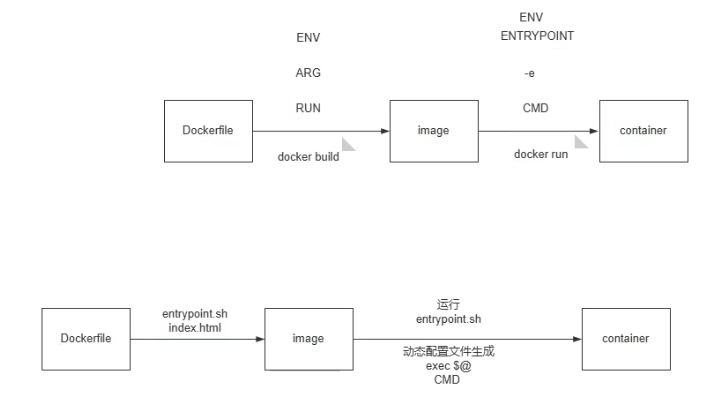 ENV
ENV
ENTRYPOINT
ARG
-e
RUN
CMD
Dockerfile
image
container
docker build
docker run
entrypoint.sh
index.html
运行
entrypoint.sh
Dockerfile
image
container
动态配置文件生成
exec $@
CMD